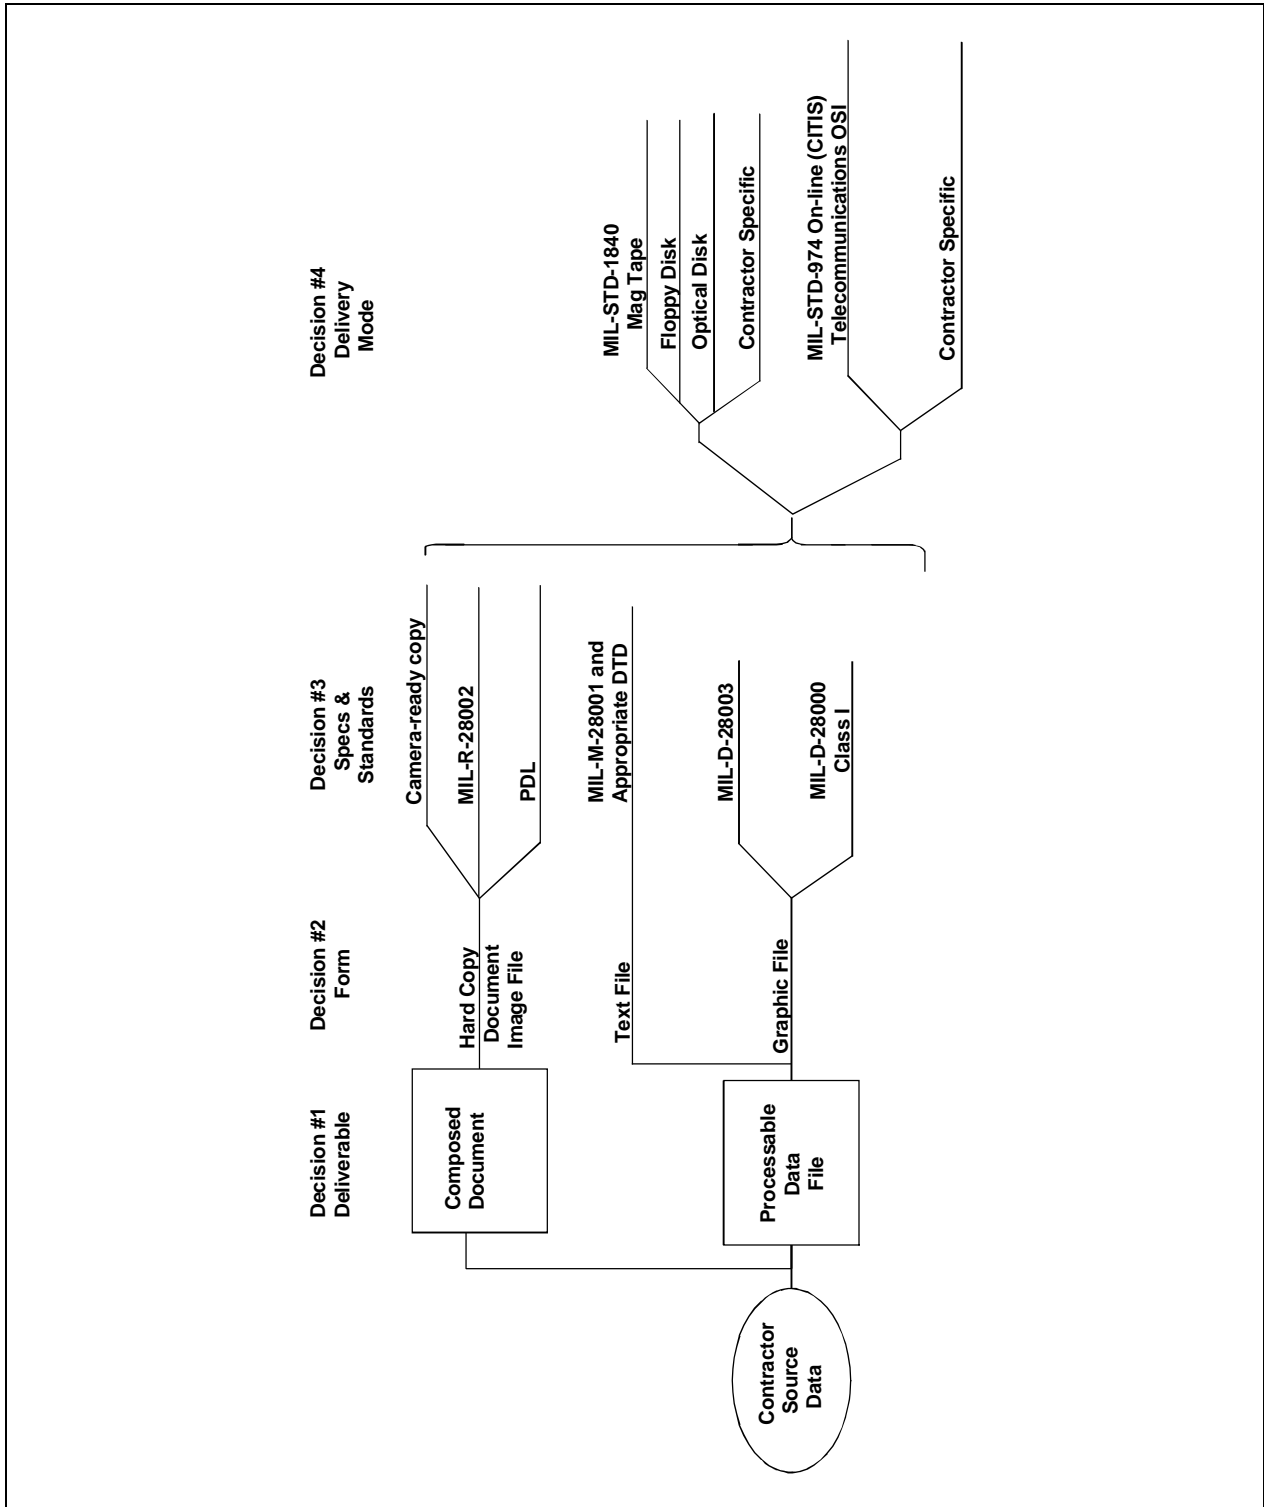 Decision #1
Deliverable
Decision #2
Form
Decision #3
Specs &
Standards
Decision #4
Delivery
Mode
Contractor
Source
Data
Composed
Document
Processable
Data
File
Hard Copy
Document
Image File
Text File
Graphic File
Camera-ready copy
MIL-R-28002
PDL
MIL-M-28001 and
Appropriate DTD
MIL-D-28003
MIL-D-28000
Class I
MIL-STD-1840
Mag Tape
Floppy Disk
Optical Disk
Contractor Specific
MIL-STD-974 On-line (CITIS)
Telecommunications OSI
Contractor Specific